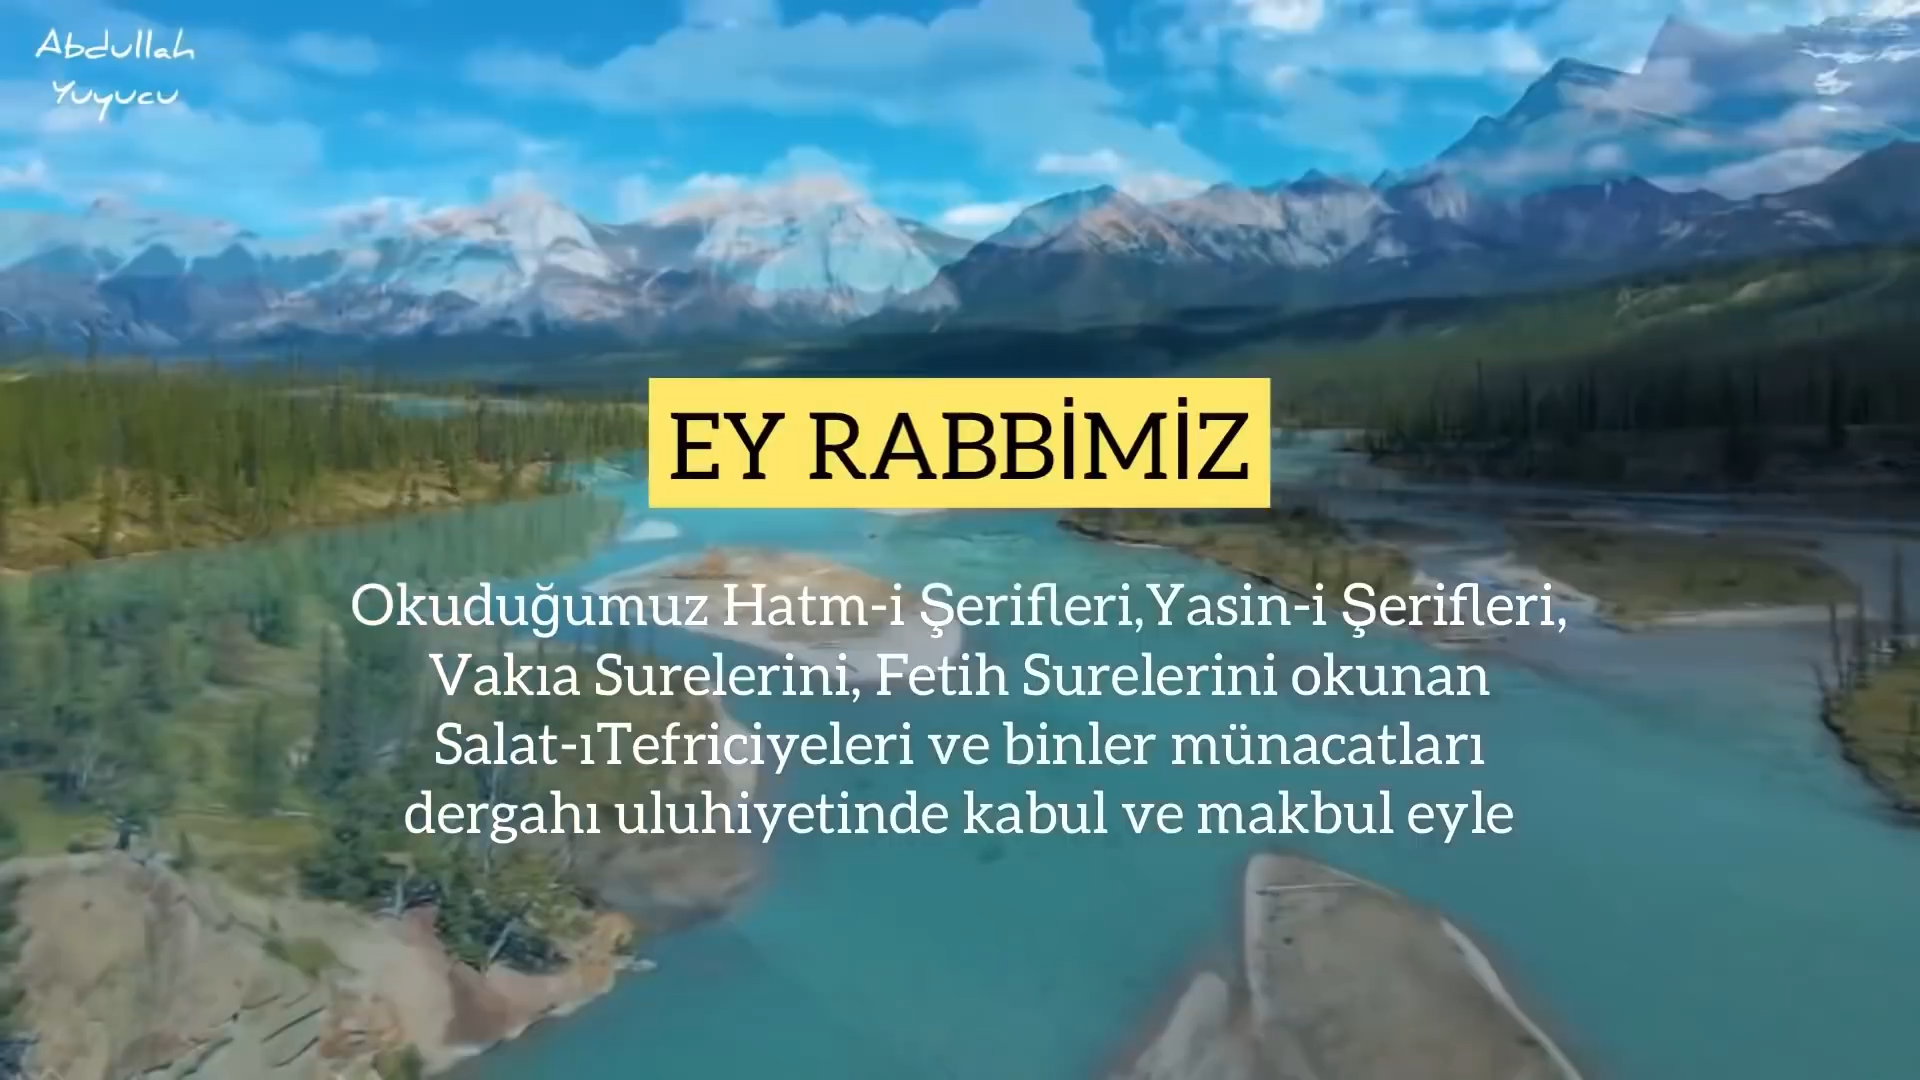 Abdullah
Yuyucu
EY RABBİMİZ
Okuduğumuz Hatm-i Şerifleri,Yasin-i Şerifleri,
Vakıa Surelerini, Fetih Surelerini okunan
Salat-ıTefriciyeleri ve binler münacatları
dergahı uluhiyetinde kabul ve makbul eyle